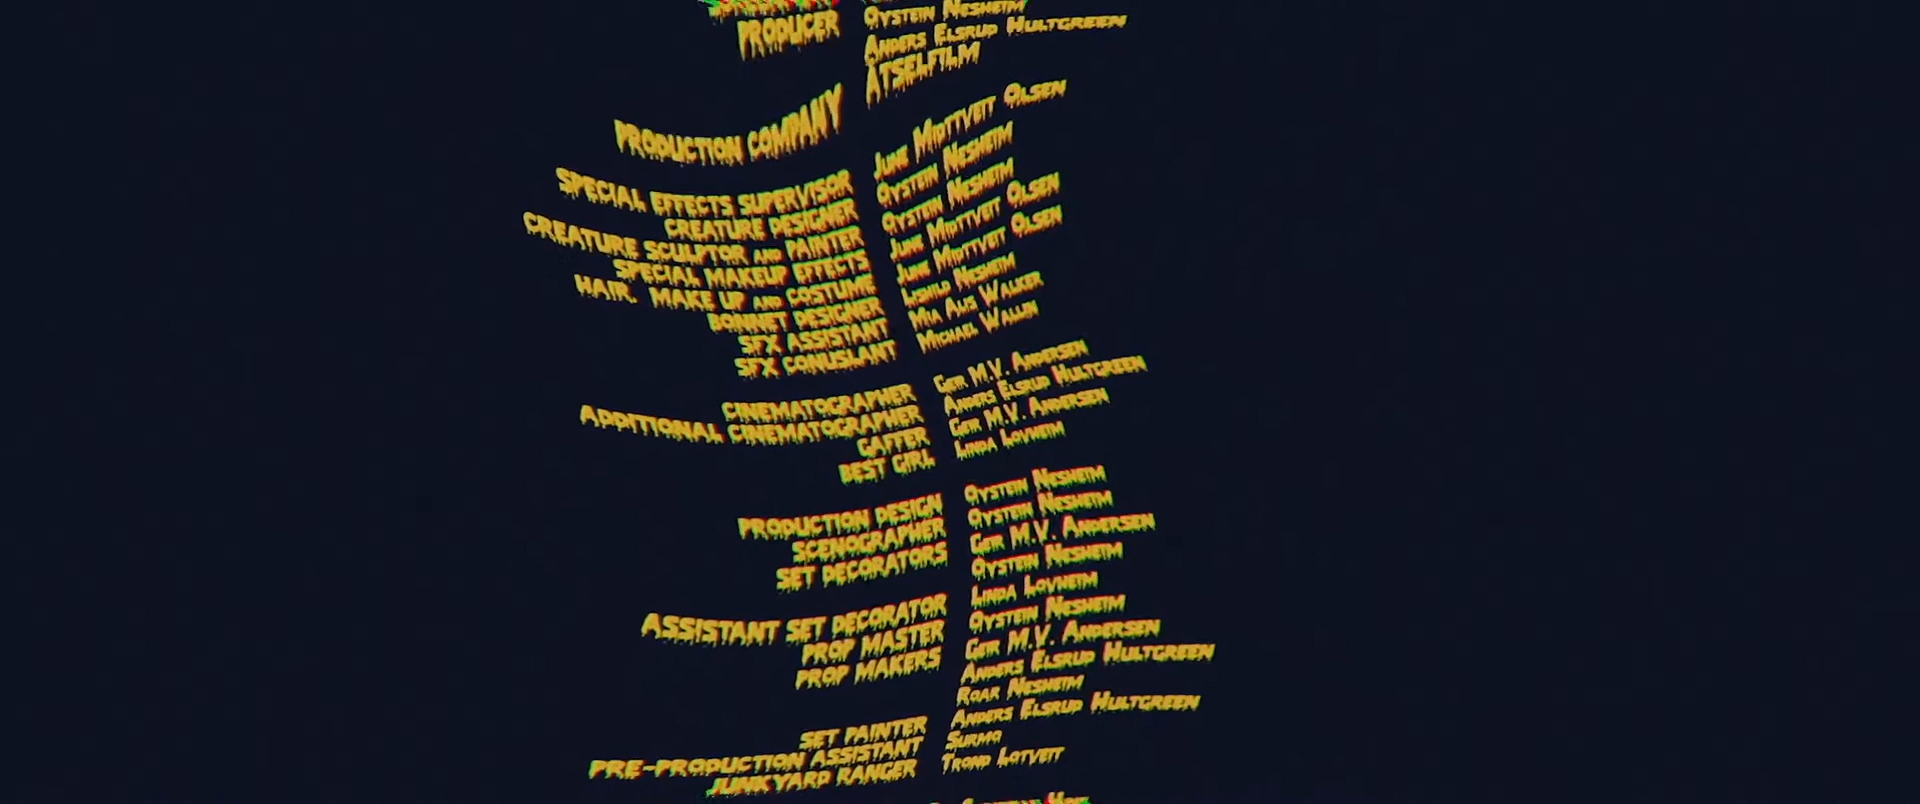 ØYSTEIN NESHEIM
PRODUCER ANDERS ELSRUD HULTGREEN
PRODUCTION COMPANY ÅTSELFILM
SPECIAL EFFECTS SUPERVISOR JUNE MIDTTVEIT OLSEN
CREATURE DESIGNER ØYSTEIN NESHEIM
CREATURE SCULPTOR AND PAINTER ØYSTEIN NESHEIM
SPECIAL MAKEUP EFFECTS JUNE MIDTTVEIT OLSEN
HAIR, MAKE UP AND COSTUME JUNE MIDTTVEIT OLSEN
BONNET DESIGNER LISHILD NESHEIM
SFX ASSISTANT MIA ALIS WALKER
SFX CONUSLANT MICHAEL WALLIN
CINEMATOGRAPHER GEIR M.V. ANDERSEN
ADDITIONAL CINEMATOGRAPHER ANDERS ELSRUD HULTGREEN
GAFFER GEIR M.V. ANDERSEN
BEST GIRL LINDA LOVHEIM
PRODUCTION DESIGN ØYSTEIN NESHEIM
SCENOGRAPHER ØYSTEIN NESHEIM
SET DECORATORS GEIR M.V. ANDERSEN
ØYSTEIN NESHEIM
ASSISTANT SET DECORATOR LINDA LOVHEIM
PROP MASTER ØYSTEIN NESHEIM
PROP MAKERS GEIR M.V. ANDERSEN
ANDERS ELSRUD HULTGREEN
ROAR NESHEIM
SET PAINTER ANDERS ELSRUD HULTGREEN
PRE-PRODUCTION ASSISTANT SURMA
JUNKYARD RANGER TROND LOTVEIT